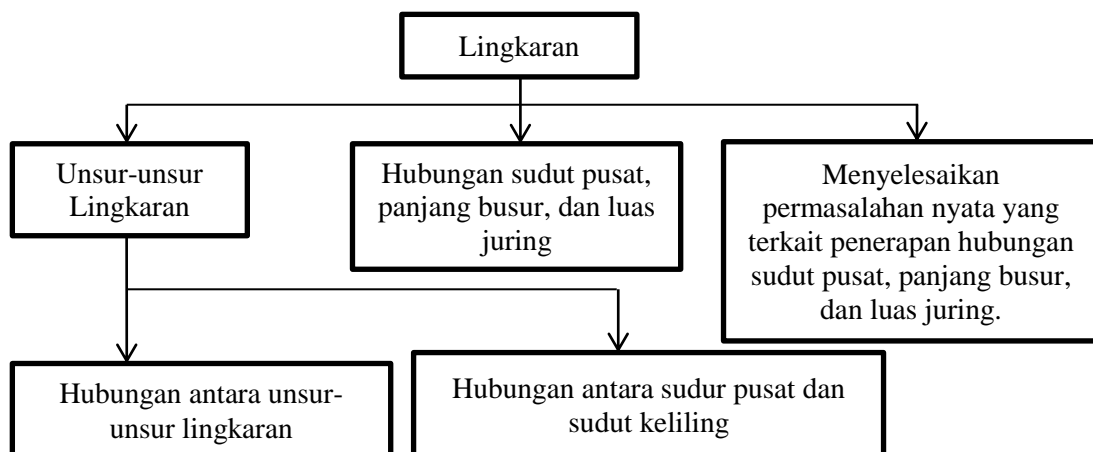 Lingkaran
Unsur-unsur
Lingkaran
Hubungan sudut pusat,
panjang busur, dan luas
juring
Menyelesaikan
permasalahan nyata yang
terkait penerapan hubungan
sudut pusat, panjang busur,
dan luas juring.
Hubungan antara unsur-
unsur lingkaran
Hubungan antara sudur pusat dan
sudut keliling